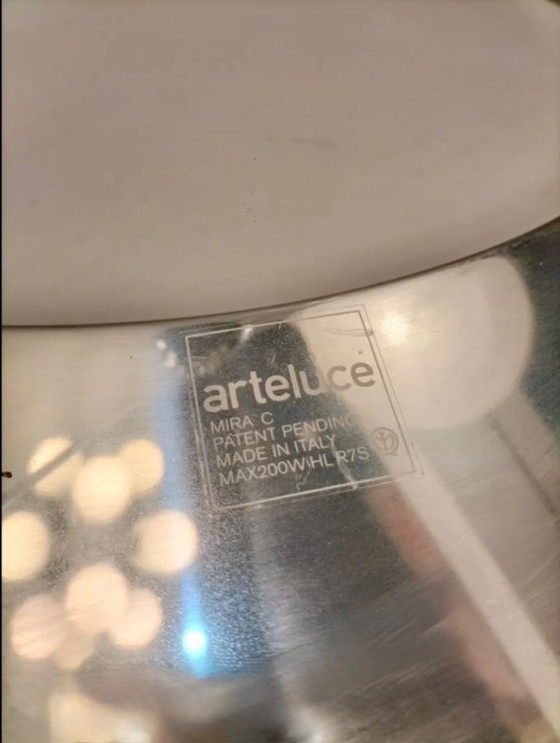 arteluce
MIRA C
PATENT PENDING
MADE IN ITALY
MAX200W\HL R7S